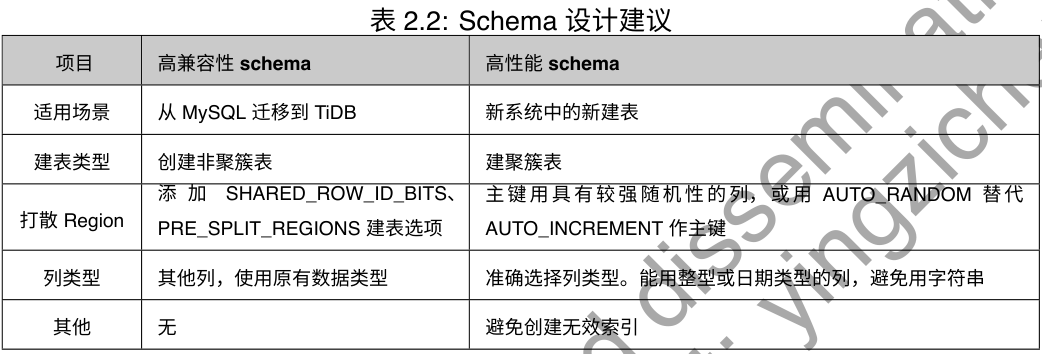 表 2.2: Schema 设计建议
项目 高兼容性 schema 高性能 schema
适用场景 从 MySQL 迁移到 TiDB 新系统中的新建表
建表类型 创建非聚簇表 建聚簇表
打散 Region
添加 SHARED_ROW_ID_BITS、
PRE_SPLIT_REGIONS 建表选项
主键用具有较强随机性的列，或用 AUTO_RANDOM 替代
AUTO_INCREMENT 作主键
列类型 其他列，使用原有数据类型 准确选择列类型。能用整型或日期类型的列，避免用字符串
其他 无 避免创建无效索引